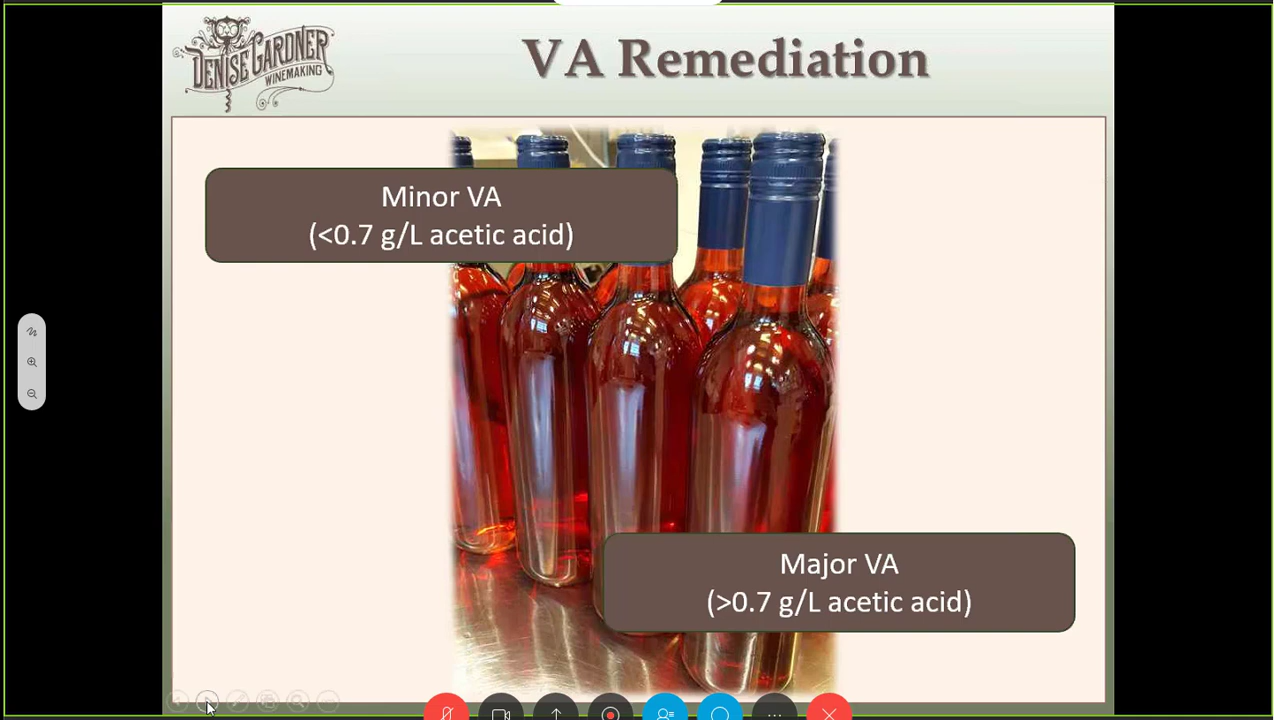 DENISE GARDNER
WINEMAKING
VA Remediation
Minor VA
(<0.7 g/L acetic acid)
Major VA
(>0.7 g/L acetic acid)